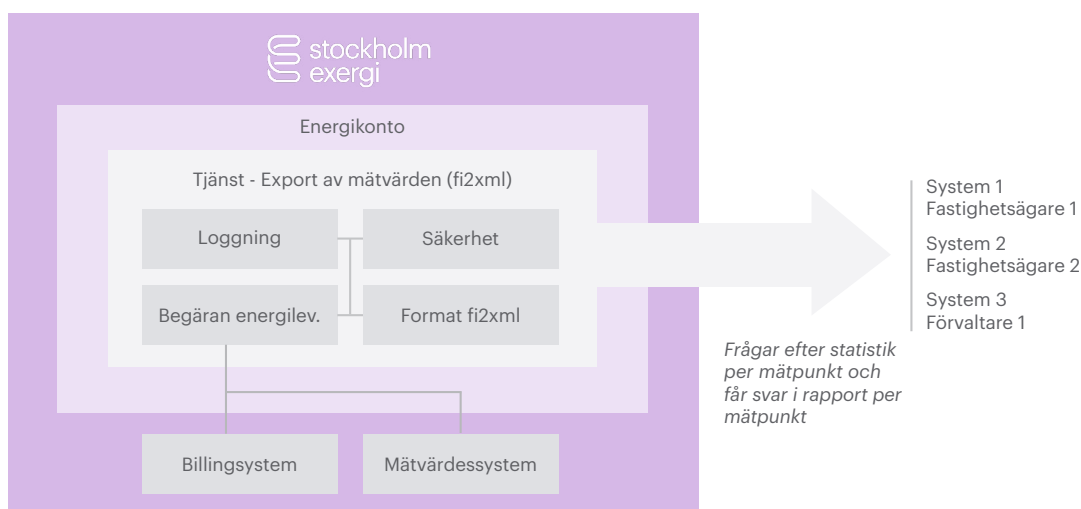 stockholm
exergi
Energikonto
Tjänst - Export av mätvärden (fi2xml)
Loggning
Säkerhet
Begäran energilev.
Format fi2xml
Billingsystem
Mätvärdessystem
Frågar efter statistik
per mätpunkt och
får svar i rapport per
mätpunkt
System 1
Fastighetsägare 1
System 2
Fastighetsägare 2
System 3
Förvaltare 1